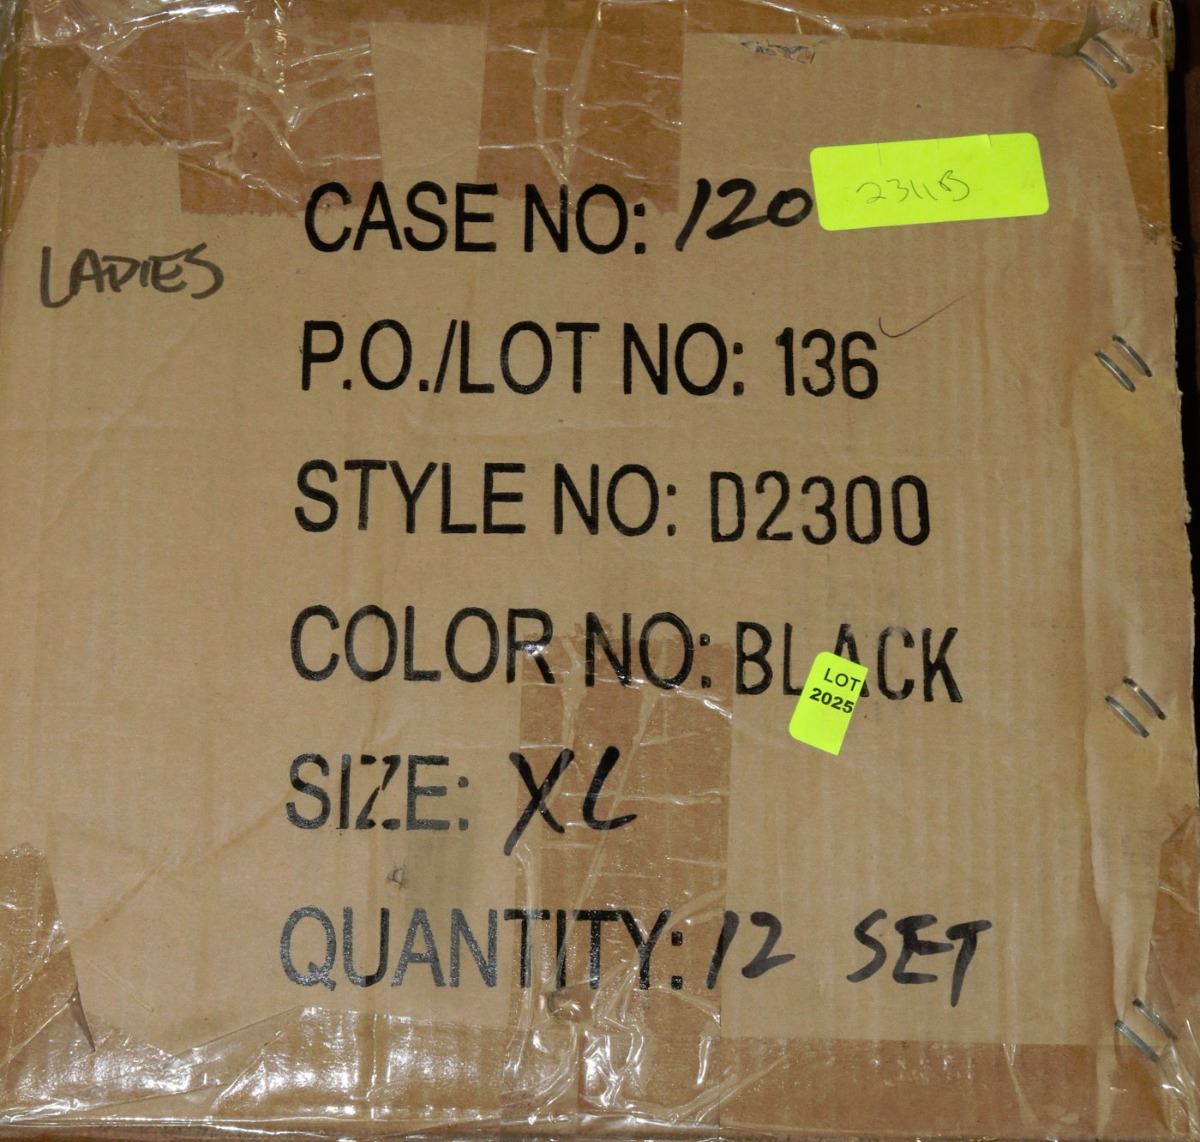 CASE NO: 120
LADIES
P.O./LOT NO: 136
STYLE NO: D2300
COLOR NO: BLACK
LOT
2025
SIZE: XL
QUANTITY: 12 SET